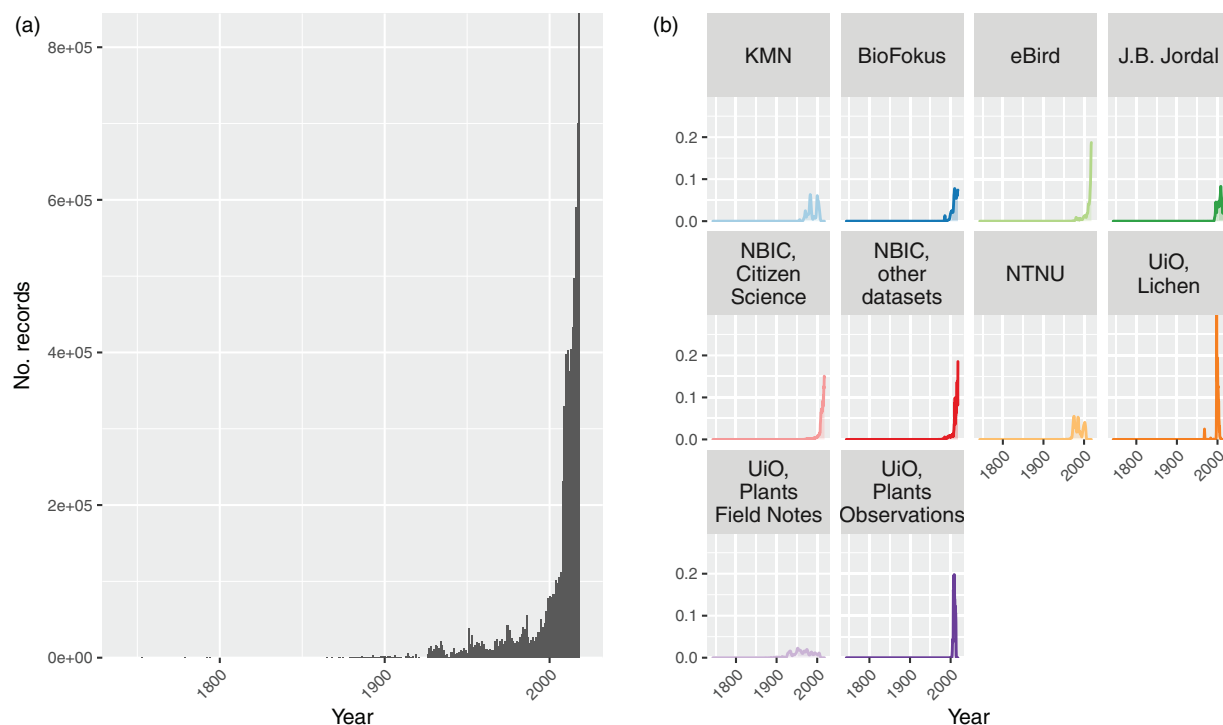 (a)
8e+05
6e+05
4e+05
2e+05
0e+00
No. records
1800
1900
2000
Year
(b)
KMN
BioFokus
eBird
J.B. Jordal
0.2
0.1
0.0
NBIC,
Citizen
Science
NBIC,
other
datasets
NTNU
UiO,
Lichen
0.2
0.1
0.0
1800
1900
2000
1800
1900
2000
UiO,
Plants
Field Notes
UiO,
Plants
Observations
0.2
0.1
0.0
1800
1900
2000
1800
1900
2000
Year